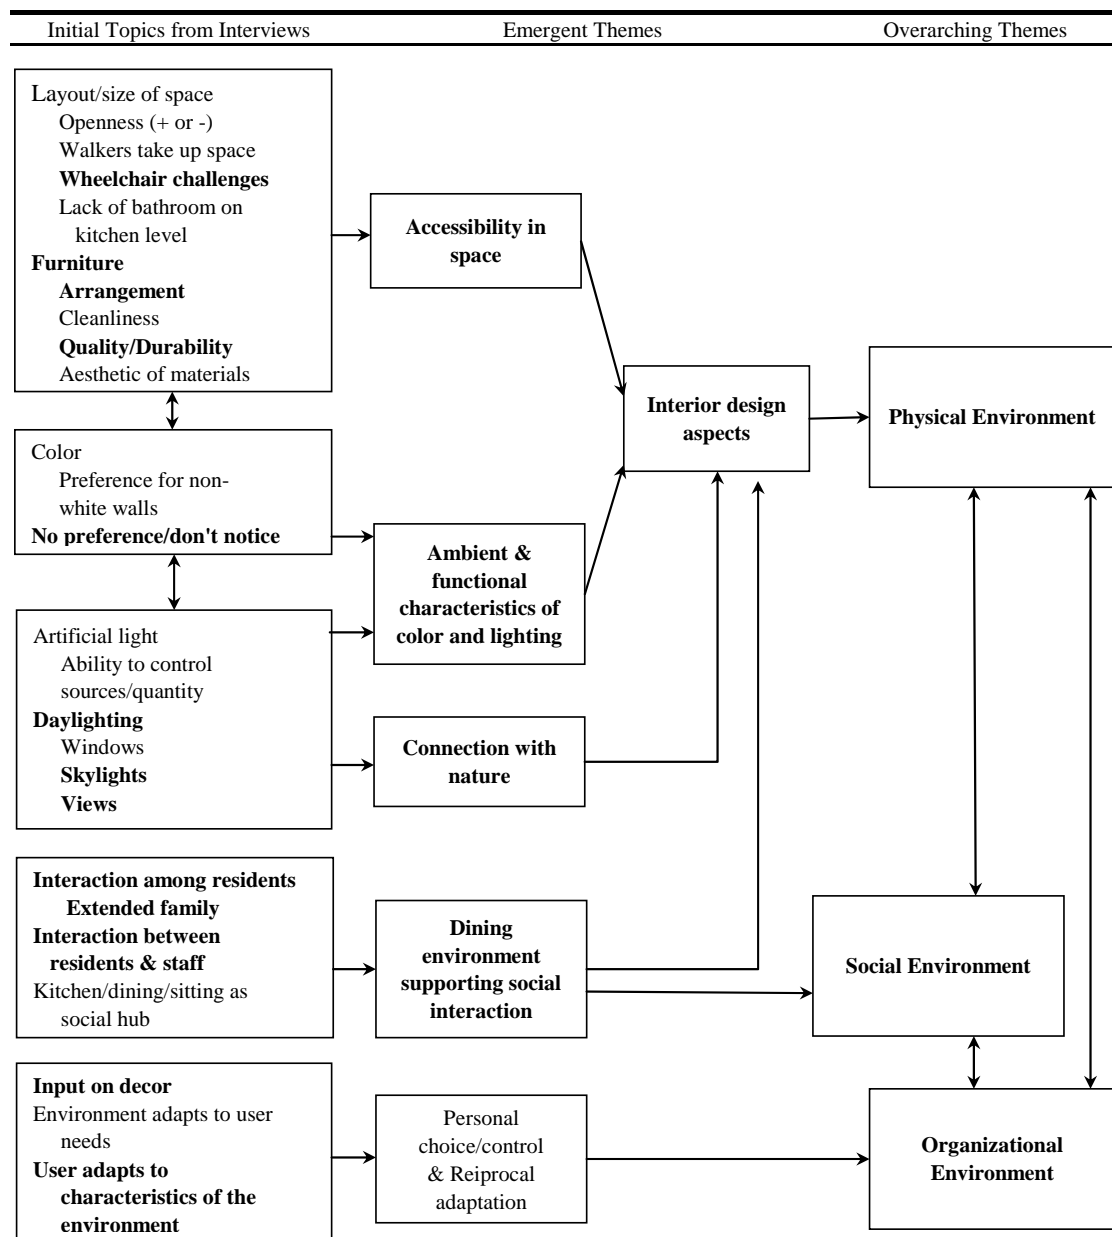 Initial Topics from Interviews
Emergent Themes
Overarching Themes
Layout/size of space
Openness (+ or -)
Walkers take up space
Wheelchair challenges
Lack of bathroom on
kitchen level
Furniture
Arrangement
Cleanliness
Quality/Durability
Aesthetic of materials
Color
Preference for non-
white walls
No preference/don't notice
Artificial light
Ability to control
sources/quantity
Daylighting
Windows
Skylights
Views
Interaction among residents
Extended family
Interaction between
residents & staff
Kitchen/dining/sitting as
social hub
Input on decor
Environment adapts to user
needs
User adapts to
characteristics of the
environment
Accessibility in
space
Ambient &
functional
characteristics of
color and lighting
Connection with
nature
Dining
environment
supporting social
interaction
Personal
choice/control
& Reiprocal
adaptation
Interior design
aspects
Physical Environment
Social Environment
Organizational
Environment